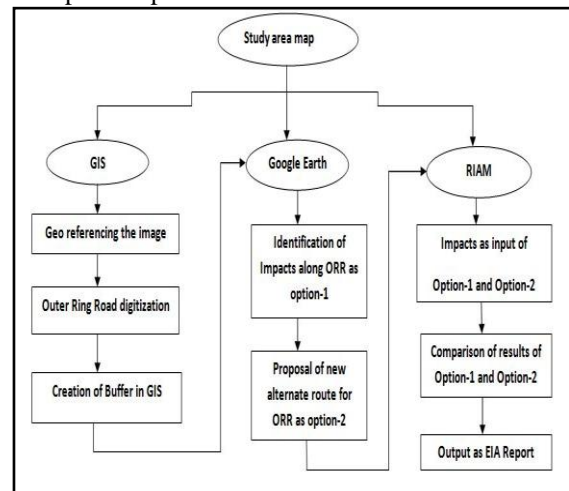 Study area map
GIS
Google Earth
RIAM
Geo referencing the image
Outer Ring Road digitization
Creation of Buffer in GIS
Identification of
Impacts along ORR as
option-1
Proposal of new
alternate route for
ORR as option-2
Impacts as input of
Option-1 and Option-2
Comparison of results of
Option-1 and Option-2
Output as EIA Report